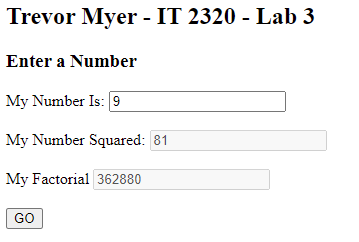 Trevor Myer - IT 2320 - Lab 3
Enter a Number
My Number Is: 9
My Number Squared: 81
My Factorial 362880
GO